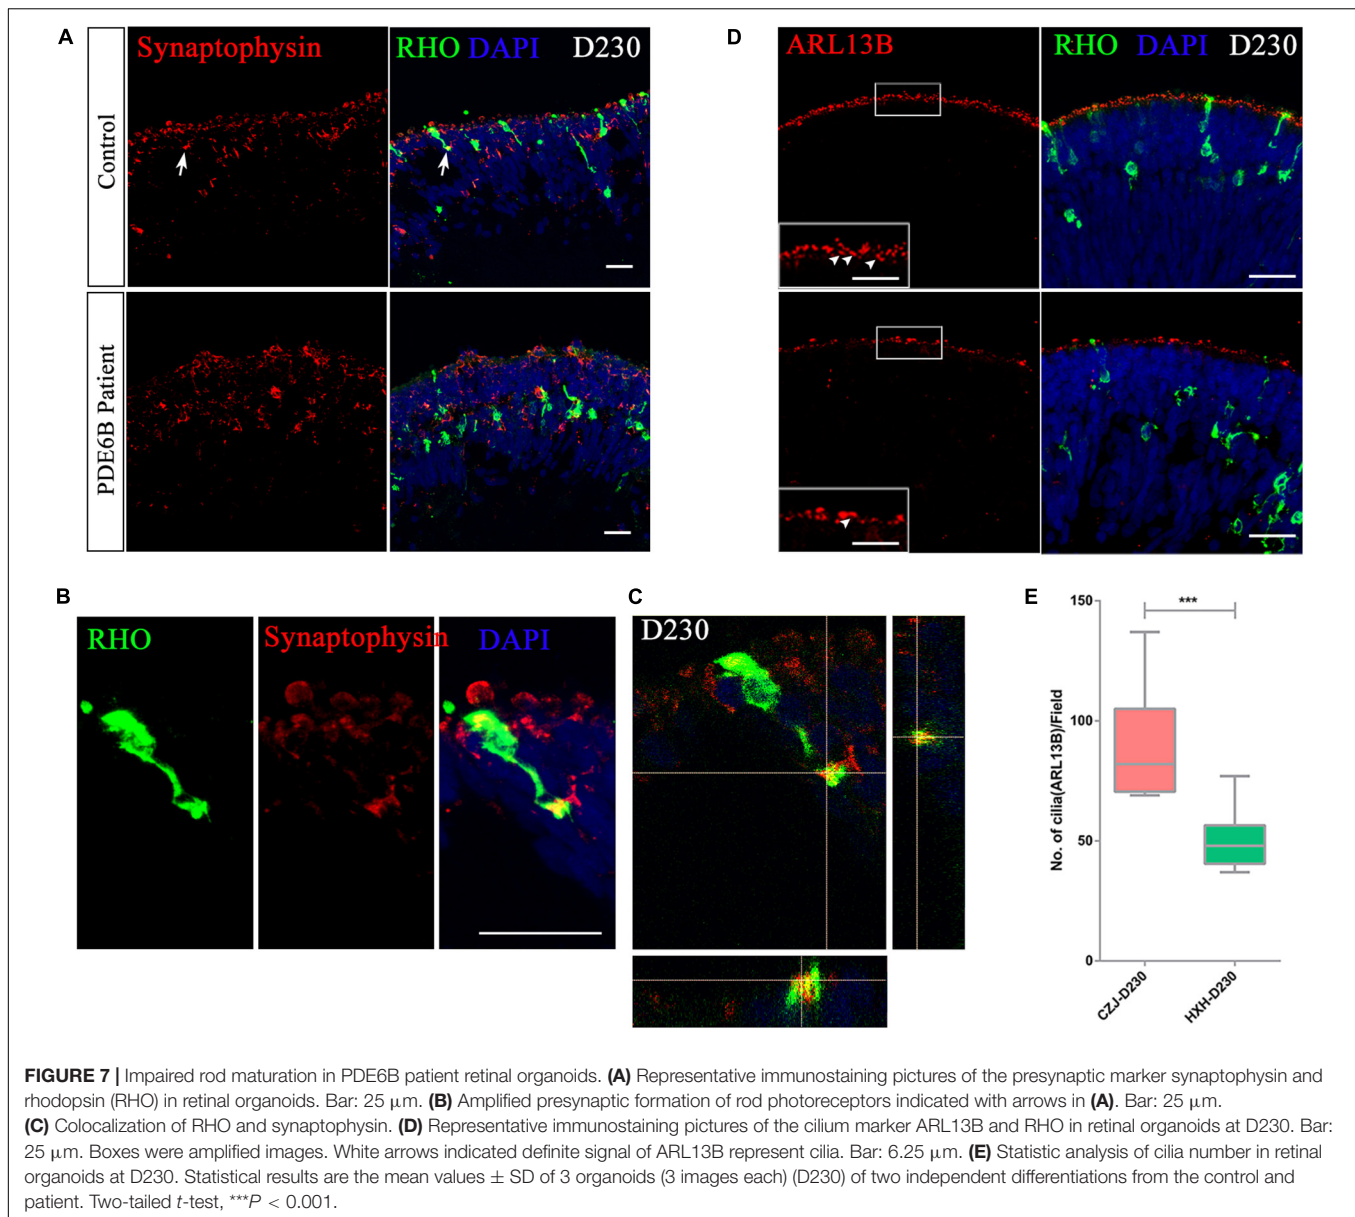 A
Control
Synaptophysin
RHO DAPI D230
PDE6B Patient
D
ARL13B
RHO DAPI D230
B
RHO
Synaptophysin
DAPI
C
D230
E
***
No. of cilia(ARL13B)/Field
150
100
50
0
CZJ-D230
HXH-D230
FIGURE 7 | Impaired rod maturation in PDE6B patient retinal organoids. (A) Representative immunostaining pictures of the presynaptic marker synaptophysin and
rhodopsin (RHO) in retinal organoids. Bar: 25 μm. (B) Amplified presynaptic formation of rod photoreceptors indicated with arrows in (A). Bar: 25 μm.
(C) Colocalization of RHO and synaptophysin. (D) Representative immunostaining pictures of the cilium marker ARL13B and RHO in retinal organoids at D230. Bar:
25 μm. Boxes were amplified images. White arrows indicated definite signal of ARL13B represent cilia. Bar: 6.25 μm. (E) Statistic analysis of cilia number in retinal
organoids at D230. Statistical results are the mean values ± SD of 3 organoids (3 images each) (D230) of two independent differentiations from the control and
patient. Two-tailed t-test, ***P < 0.001.